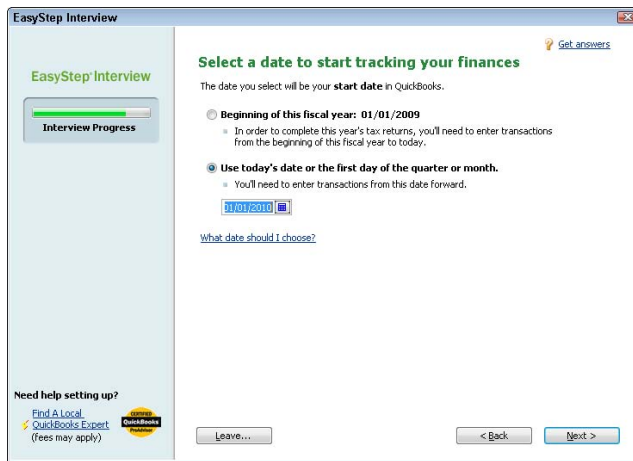 EasyStep Interview
Get answers
EasyStep Interview
Interview Progress
Select a date to start tracking your finances
The date you select will be your start date in QuickBooks.
Beginning of this fiscal year: 01/01/2009
In order to complete this year's tax returns, you'll need to enter transactions
from the beginning of this fiscal year to today.
Use today's date or the first day of the quarter or month.
You'll need to enter transactions from this date forward.
01/01/2010
What date should I choose?
Need help setting up?
Find A Local
QuickBooks Expert
(fees may apply)
CERTIFIED
QuickBooks
ProAdvisor
Leave...
< Back
Next >